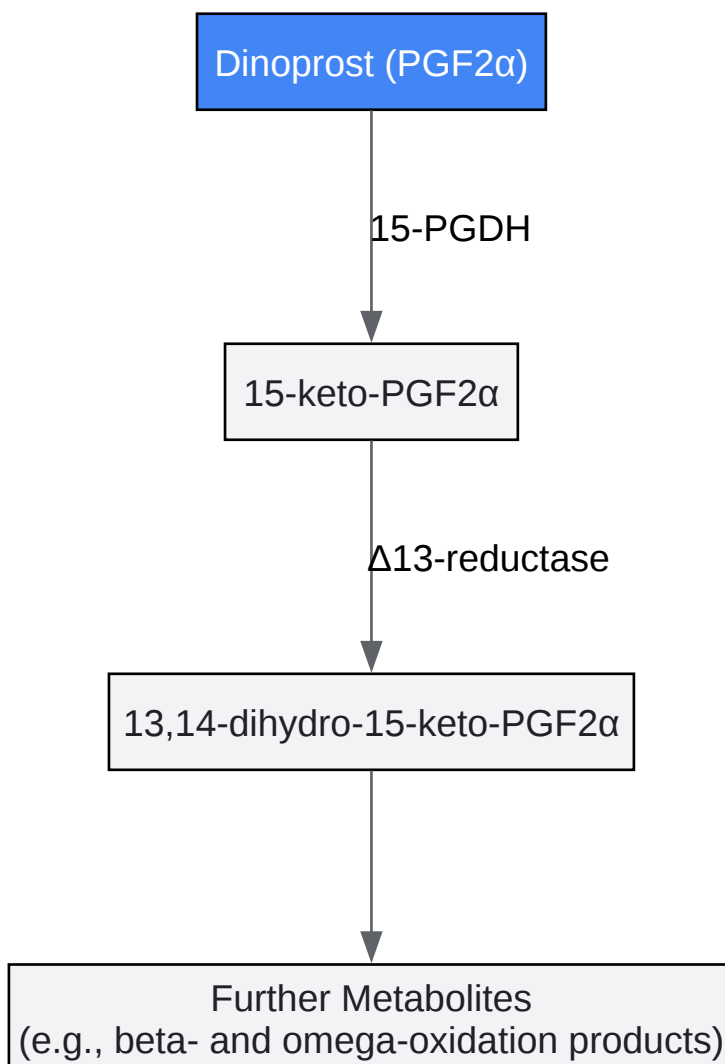 Dinoprost (PGF2α)
15-PGDH
15-keto-PGF2α
Δ13-reductase
13,14-dihydro-15-keto-PGF2α
Further Metabolites
(e.g., beta- and omega-oxidation products)